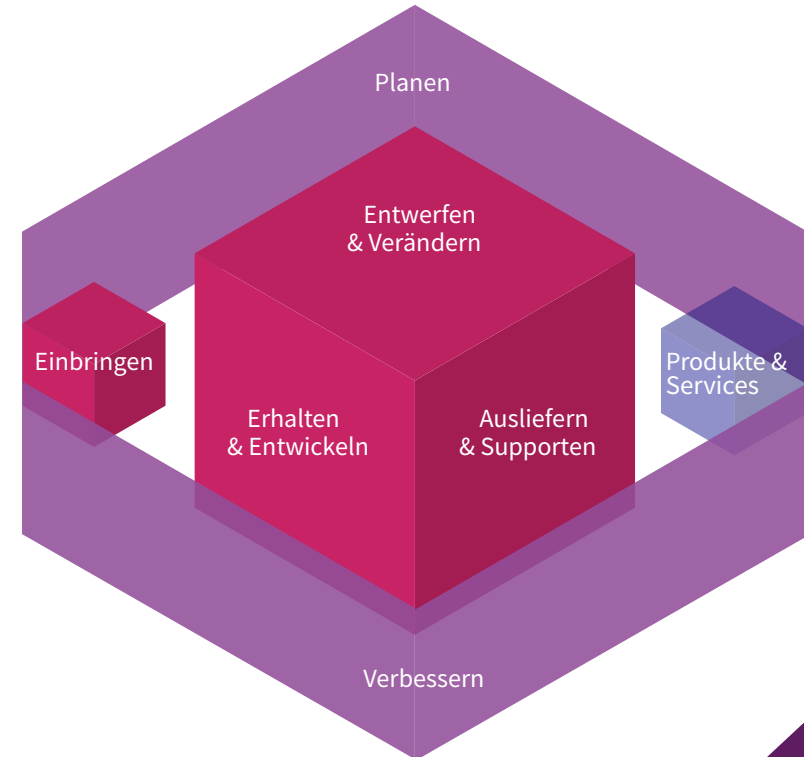 Planen
Entwerfen
& Verändern
Einbringen
Produkte &
Services
Erhalten
& Entwickeln
Ausliefern
& Supporten
Verbessern